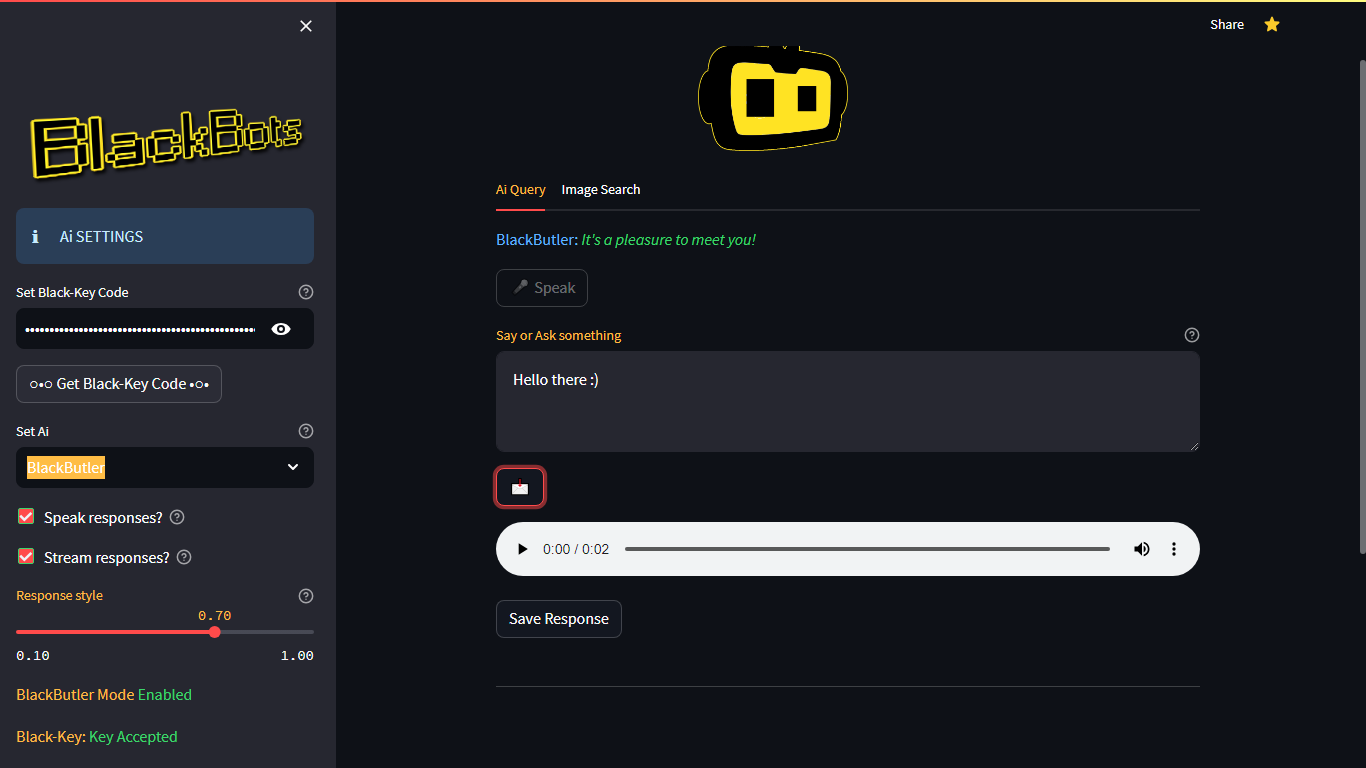 BlackBots
Ai SETTINGS
Set Black-Key Code
○•○ Get Black-Key Code •○•
Set Ai
BlackButler
Speak responses?
Stream responses?
Response style
0.70
0.10 1.00
BlackButler Mode Enabled
Black-Key: Key Accepted
Share
Ai Query Image Search
BlackButler: It's a pleasure to meet you!
Speak
Say or Ask something
Hello there :)
0:00 / 0:02
Save Response